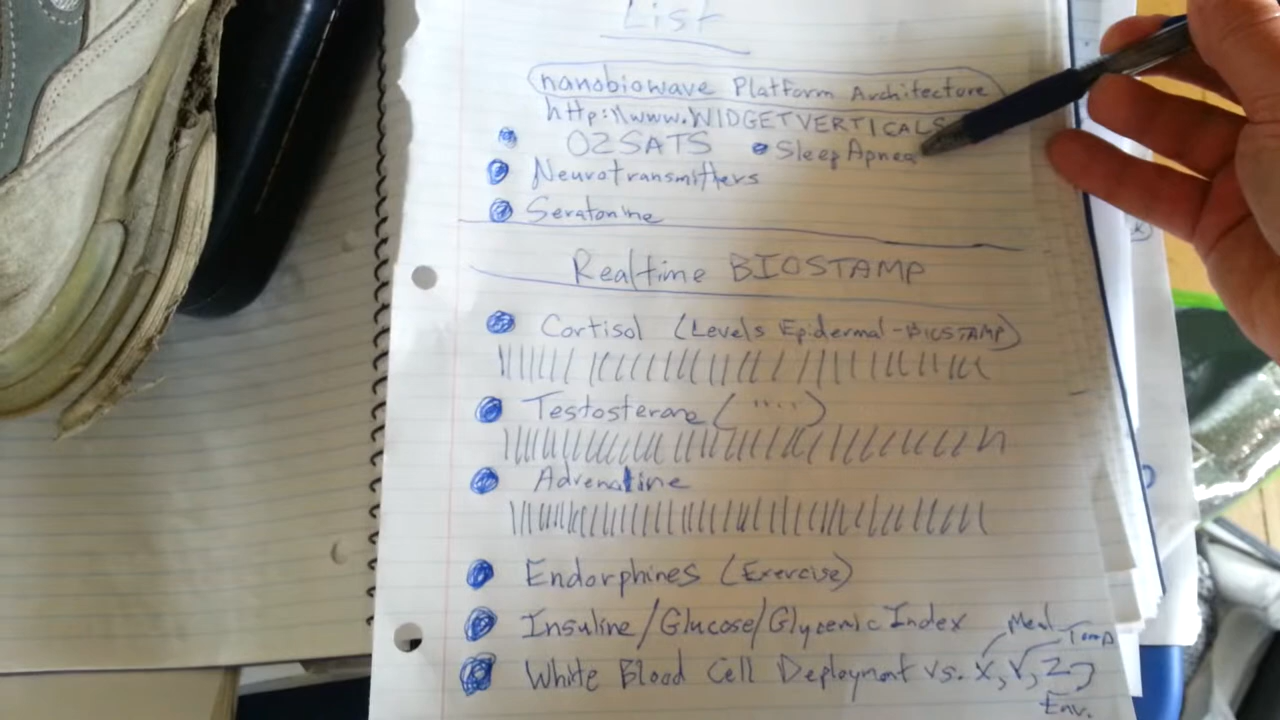 List
nanobiowave Platform Architecture
http:\\www.WIDGETVERTICALS
O2SATS • Sleep Apnea
• Neurotransmitters
• Seratonine
Realtime BIOSTAMP
• Cortisol (Levels Epidermal-BIOSTAMP)
• Testosterone ( " " )
• Adrenaline
• Endorphines (Exercise)
• Insuline/Glucose/Glycemic Index
Meal Temp
• White Blood Cell Deployment vs. X, Y, Z
Env.